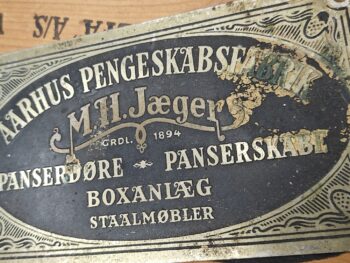 AARHUS PENGESKABSFABRIK
M.H. Jægers
GRDL. 1894
PANSERDØRE - PANSERSKABE
BOXANLÆG
STAALMØBLER